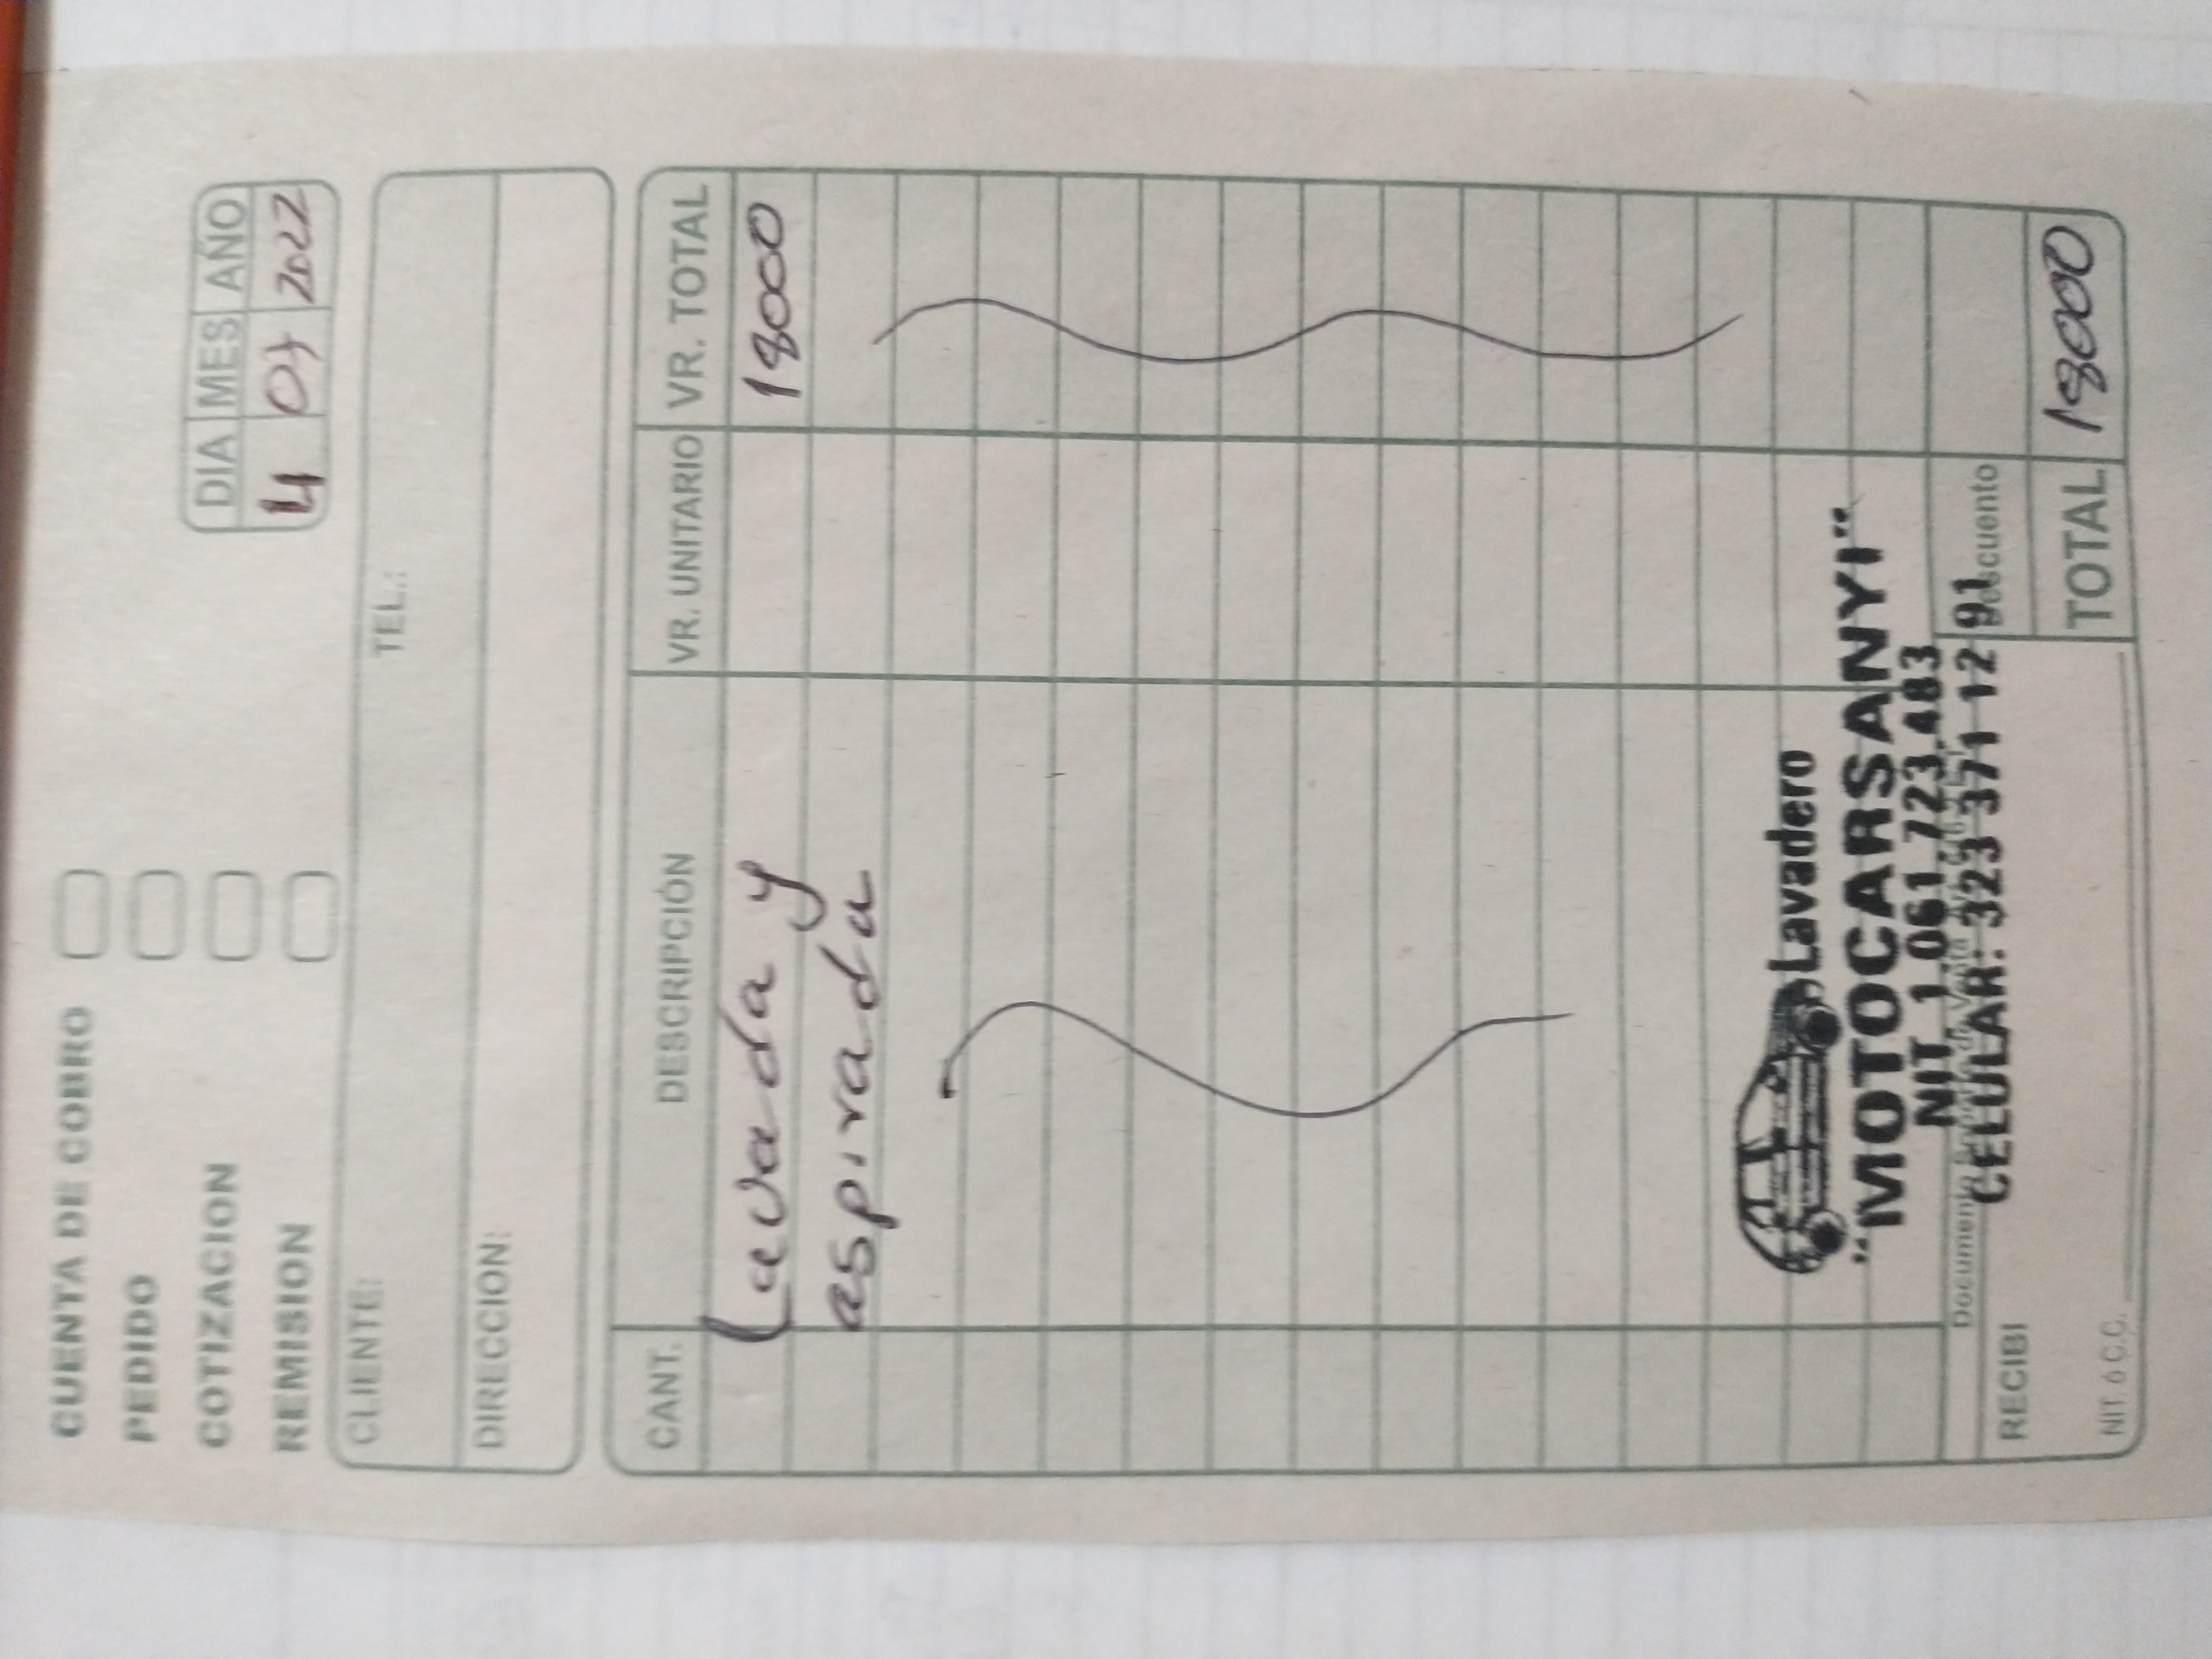 CUENTA DE COBRO
PEDIDO
COTIZACION
REMISION
DIA MES AÑO
4 07 2022
CLIENTE: TEL.:
DIRECCION:
CANT. DESCRIPCIÓN VR. UNITARIO VR. TOTAL
Lavada y 18000
aspirada
Lavadero
"MOTOCARSANYI"
NIT 1.061.723.483
CELULAR: 323 371 12 91
Documento
Descuento
RECIBI
TOTAL 18000
NIT. ó C.C.